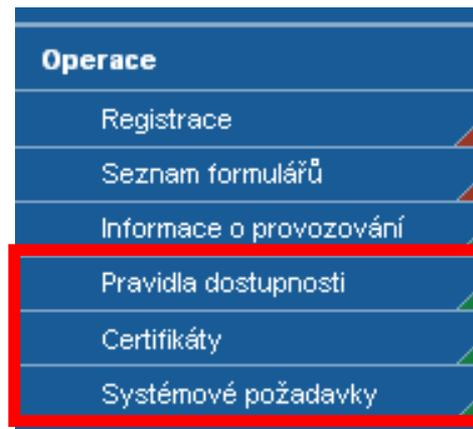 Operace
Registrace
Seznam formulářů
Informace o provozování
Pravidla dostupnosti
Certifikáty
Systémové požadavky